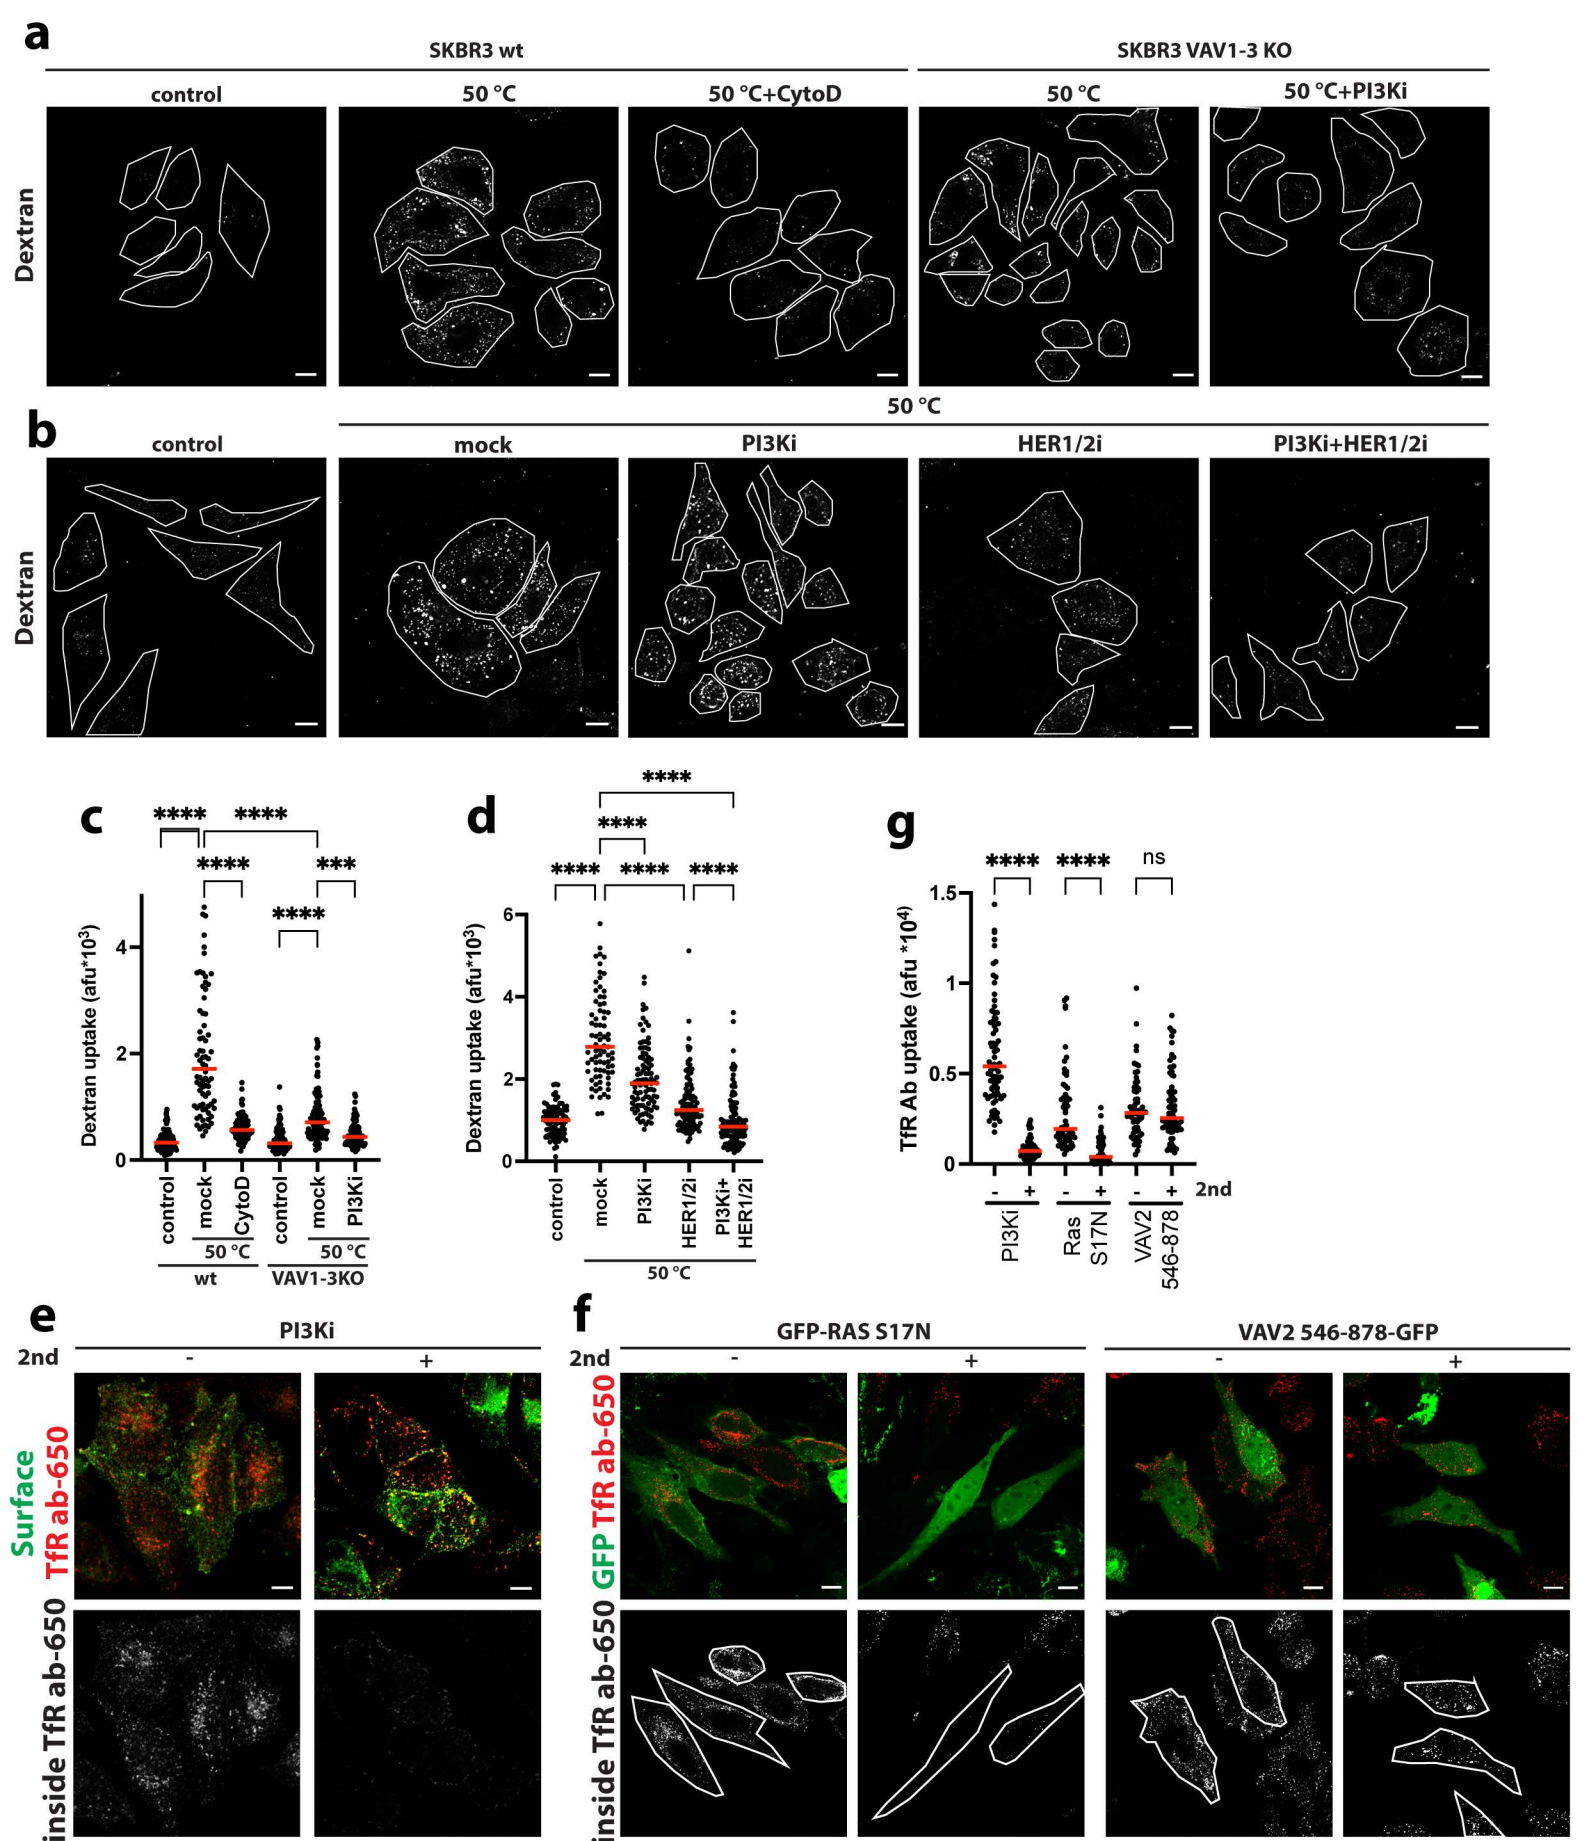 a
SKBR3 wt
SKBR3 VAV1-3 KO
control
50 °C
50 °C+CytoD
50 °C
50 °C+PI3Ki
Dextran
50 °C
b
control
mock
PI3Ki
HER1/2i
PI3Ki+HER1/2i
Dextran
c
**** ****
**** ***
****
Dextran uptake (afu*10³)
4
2
0
control
mock
CytoD
control
mock
PI3Ki
50 °C
50 °C
wt
VAV1-3KO
d
****
****
**** **** ****
Dextran uptake (afu*10³)
6
4
2
0
control
mock
PI3Ki
HER1/2i
PI3Ki+
HER1/2i
50 °C
g
**** **** ns
TfR Ab uptake (afu *10⁴)
1.5
1
0.5
0
- + - + - + 2nd
PI3Ki
Ras
S17N
VAV2
546-878
e
PI3Ki
2nd - +
Surface
TfR ab-650
inside TfR ab-650
f
GFP-RAS S17N
VAV2 546-878-GFP
2nd - + - +
GFP TfR ab-650
inside TfR ab-650